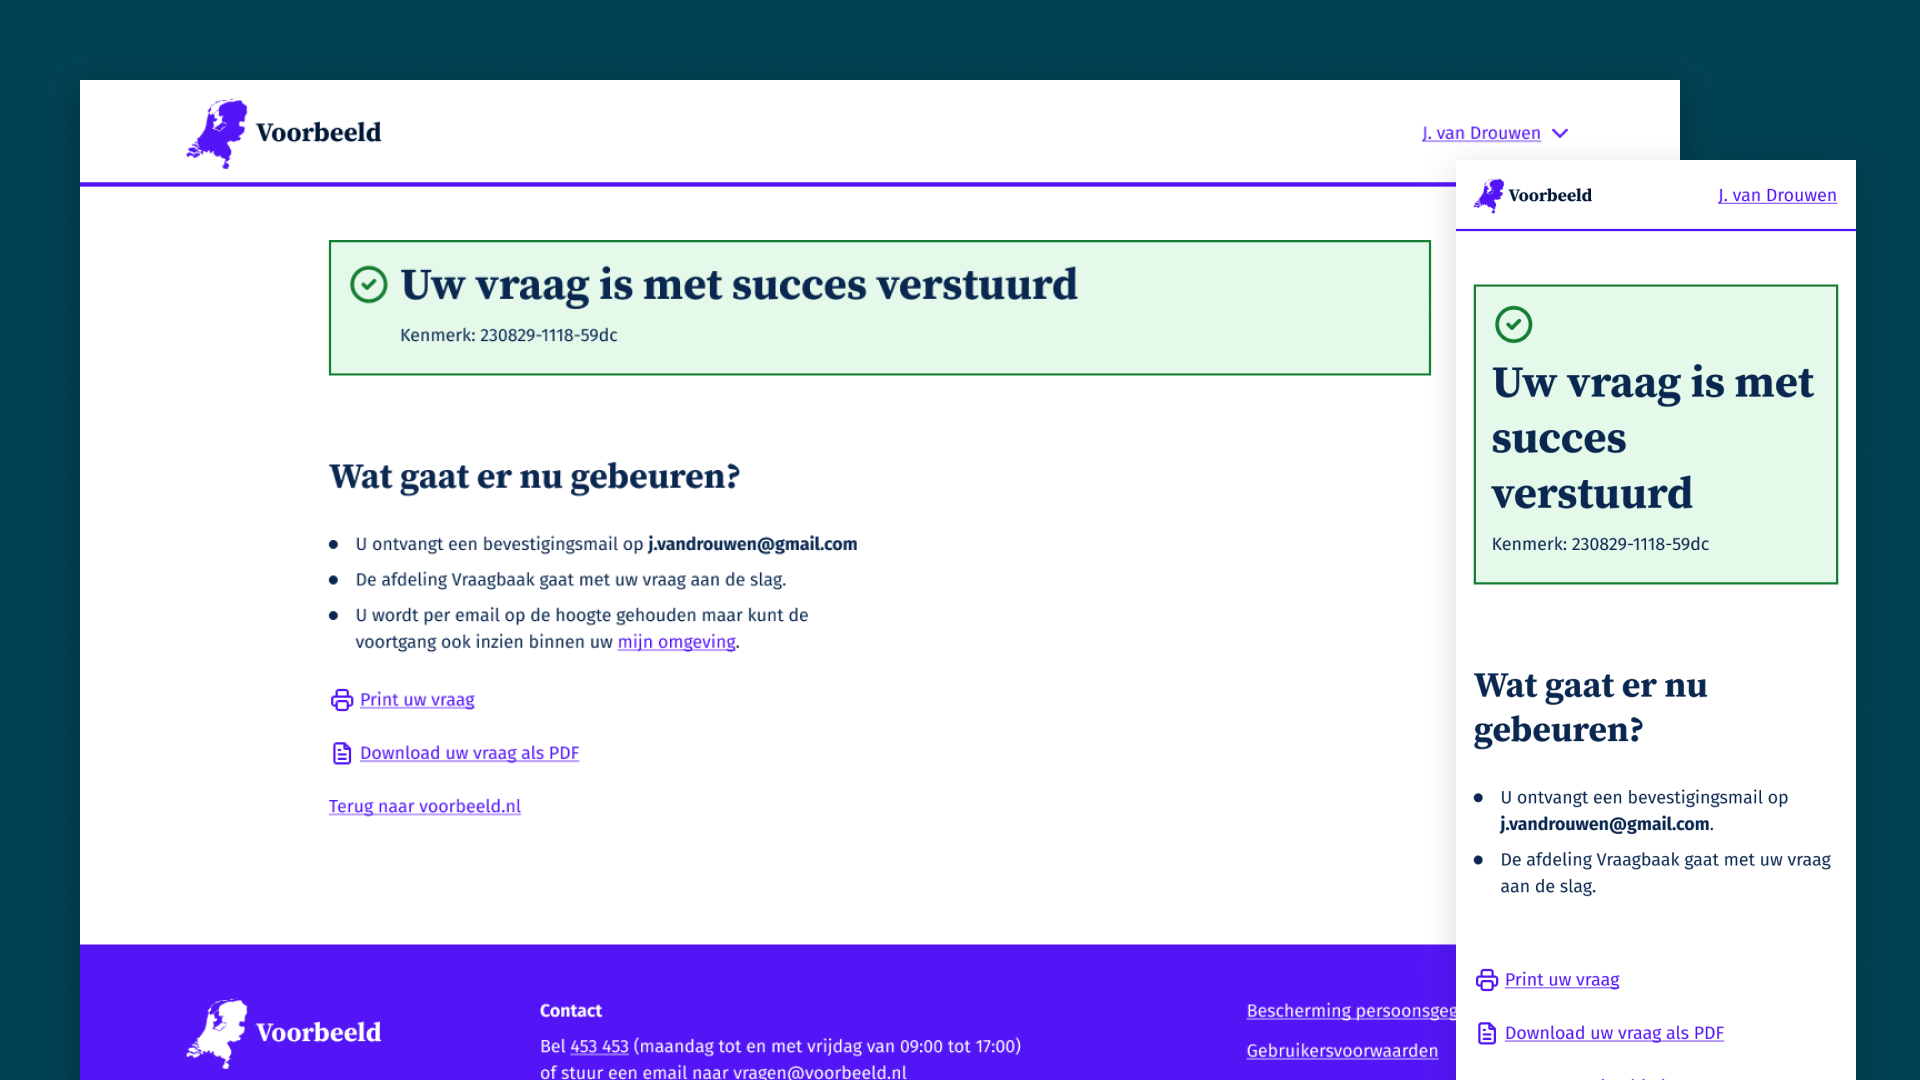 Voorbeeld
J. van Drouwen
Uw vraag is met succes verstuurd
Kenmerk: 230829-1118-59dc
Wat gaat er nu gebeuren?
U ontvangt een bevestigingsmail op j.vandrouwen@gmail.com
De afdeling Vraagbaak gaat met uw vraag aan de slag.
U wordt per email op de hoogte gehouden maar kunt de
voortgang ook inzien binnen uw mijn omgeving.
Print uw vraag
Download uw vraag als PDF
Terug naar voorbeeld.nl
Voorbeeld
Contact
Bel 453 453 (maandag tot en met vrijdag van 09:00 tot 17:00)
of stuur een email naar vragen@voorbeeld.nl
Bescherming persoonsgeg
Gebruikersvoorwaarden
Voorbeeld
J. van Drouwen
Uw vraag is met
succes
verstuurd
Kenmerk: 230829-1118-59dc
Wat gaat er nu
gebeuren?
U ontvangt een bevestigingsmail op
j.vandrouwen@gmail.com.
De afdeling Vraagbaak gaat met uw vraag
aan de slag.
Print uw vraag
Download uw vraag als PDF